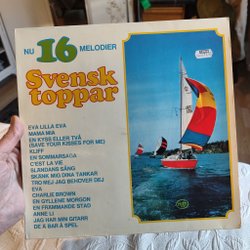 NU 16 MELODIER
Svensk
toppar
EVA LILLA EVA
MAMA MIA
EN KYSS ELLER TVÅ
(SAVE YOUR KISSES FOR ME)
KLIFF
EN SOMMARSAGA
C'EST LA VIE
SLÄNDANS SÅNG
SKÄNK MIG DINA TANKAR
TRO MEJ JAG BEHÖVER DEJ
EVA
CHARLIE BROWN
EN GYLLENE MORGON
EN FRÄMMANDE STAD
ANNE LI
JAG HAR MIN GITARR
DE Ä BAR Å SPEL